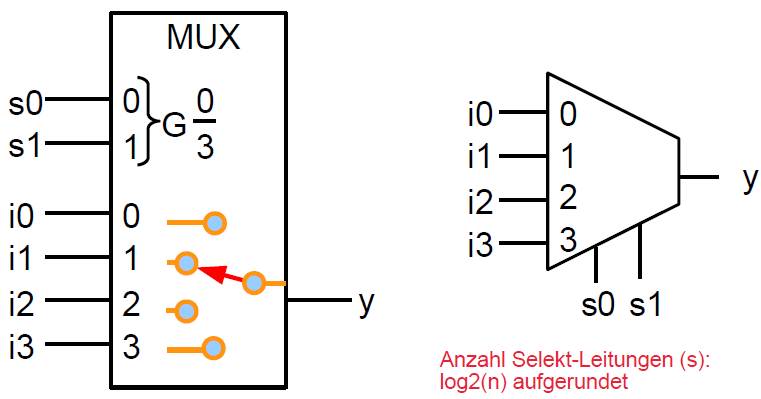 MUX
s0 0
s1 1
G 0
3
i0 0
i1 1
i2 2
i3 3
y
i0 0
i1 1
i2 2
i3 3
y
s0 s1
Anzahl Selekt-Leitungen (s):
log2(n) aufgerundet